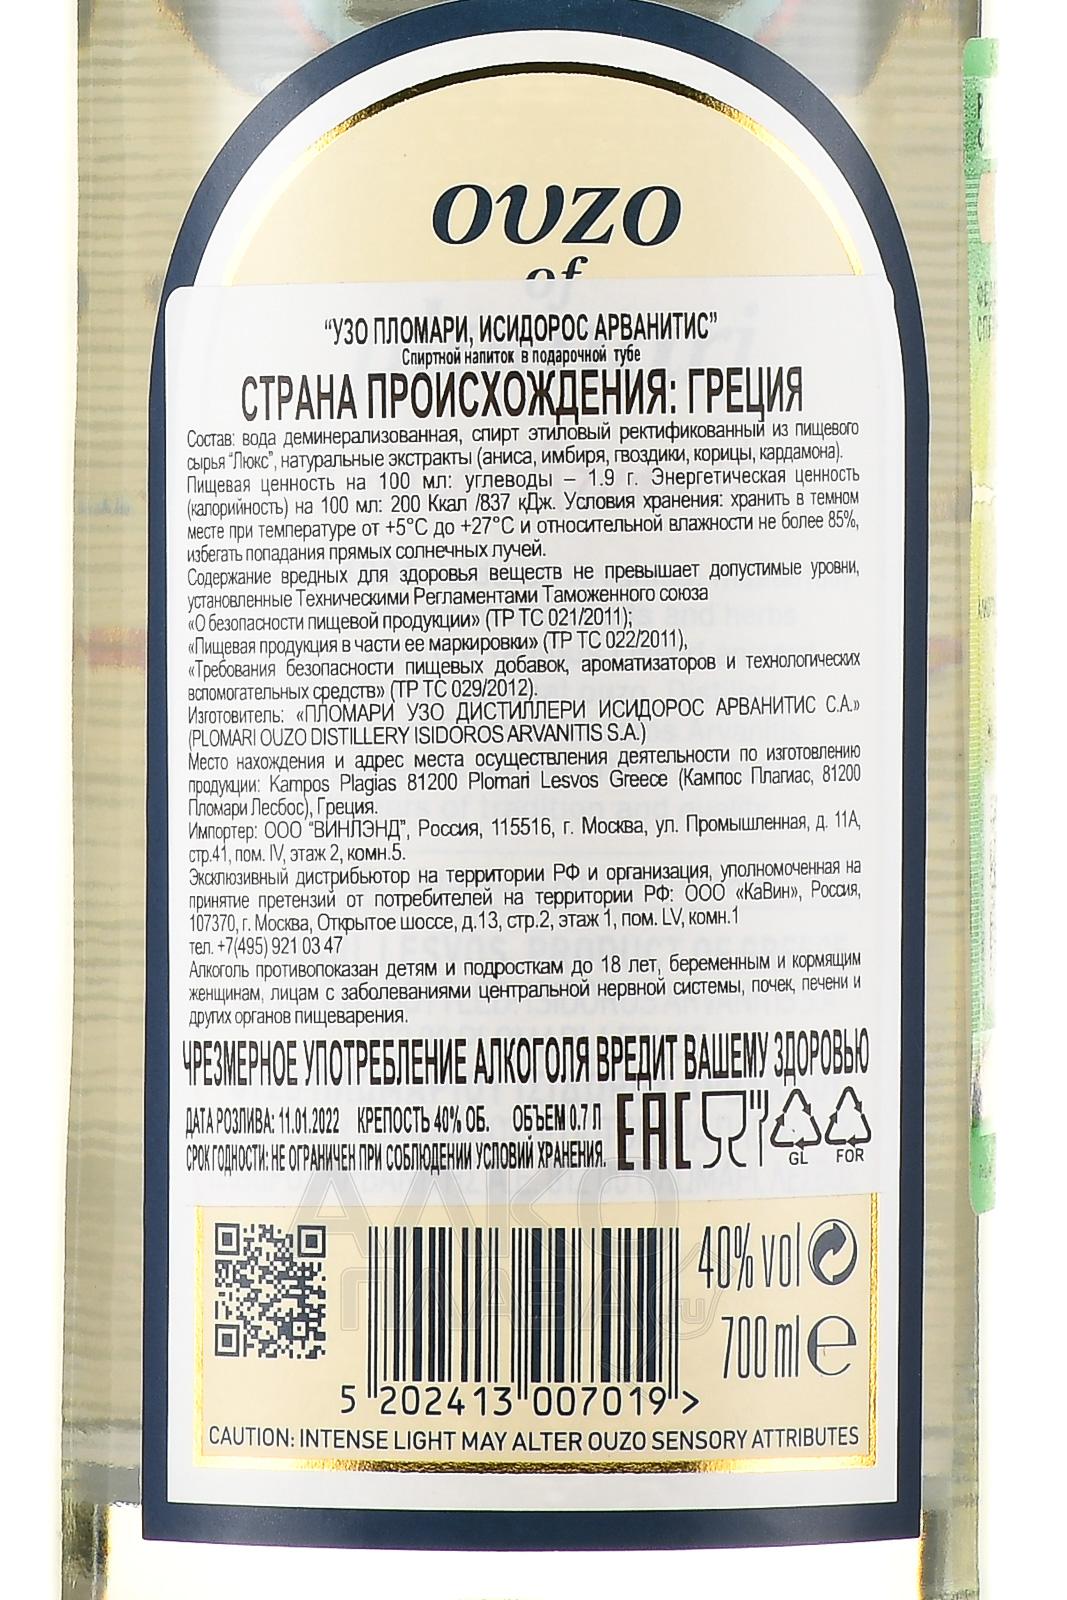 ovzo
of
“УЗО ПЛОМАРИ, ИСИДОРОС АРВАНИТИС”
Спиртной напиток в подарочной тубе
СТРАНА ПРОИСХОЖДЕНИЯ: ГРЕЦИЯ
Состав: вода деминерализованная, спирт этиловый ректификованный из пищевого
сырья “Люкс”, натуральные экстракты (аниса, имбиря, гвоздики, корицы, кардамона).
Пищевая ценность на 100 мл: углеводы – 1.9 г. Энергетическая ценность
(калорийность) на 100 мл: 200 Ккал /837 кДж. Условия хранения: хранить в темном
месте при температуре от +5°С до +27°С и относительной влажности не более 85%,
избегать попадания прямых солнечных лучей.
Содержание вредных для здоровья веществ не превышает допустимые уровни,
установленные Техническими Регламентами Таможенного союза
«О безопасности пищевой продукции» (ТР ТС 021/2011);
«Пищевая продукция в части ее маркировки» (ТР ТС 022/2011),
«Требования безопасности пищевых добавок, ароматизаторов и технологических
вспомогательных средств» (ТР ТС 029/2012).
Изготовитель: «ПЛОМАРИ УЗО ДИСТИЛЛЕРИ ИСИДОРОС АРВАНИТИС С.А.»
(PLOMARI OUZO DISTILLERY ISIDOROS ARVANITIS S.A.)
Место нахождения и адрес места осуществления деятельности по изготовлению
продукции: Kampos Plagias 81200 Plomari Lesvos Greece (Кампос Плагиас, 81200
Пломари Лесбос), Греция.
Импортер: ООО “ВИНЛЭНД”, Россия, 115516, г. Москва, ул. Промышленная, д. 11А,
стр.41, пом. IV, этаж 2, комн.5.
Эксклюзивный дистрибьютор на территории РФ и организация, уполномоченная на
принятие претензий от потребителей на территории РФ: ООО «КаВин», Россия,
107370, г. Москва, Открытое шоссе, д.13, стр.2, этаж 1, пом. LV, комн.1
тел. +7(495) 921 03 47
Алкоголь противопоказан детям и подросткам до 18 лет, беременным и кормящим
женщинам, лицам с заболеваниями центральной нервной системы, почек, печени и
других органов пищеварения.
ЧРЕЗМЕРНОЕ УПОТРЕБЛЕНИЕ АЛКОГОЛЯ ВРЕДИТ ВАШЕМУ ЗДОРОВЬЮ
ДАТА РОЗЛИВА: 11.01.2022 КРЕПОСТЬ 40% ОБ. ОБЪЕМ 0.7 Л
СРОК ГОДНОСТИ: НЕ ОГРАНИЧЕН ПРИ СОБЛЮДЕНИИ УСЛОВИЙ ХРАНЕНИЯ.
EAC
GL FOR
40% vol
700 ml e
5 202413 007019 >
CAUTION: INTENSE LIGHT MAY ALTER OUZO SENSORY ATTRIBUTES